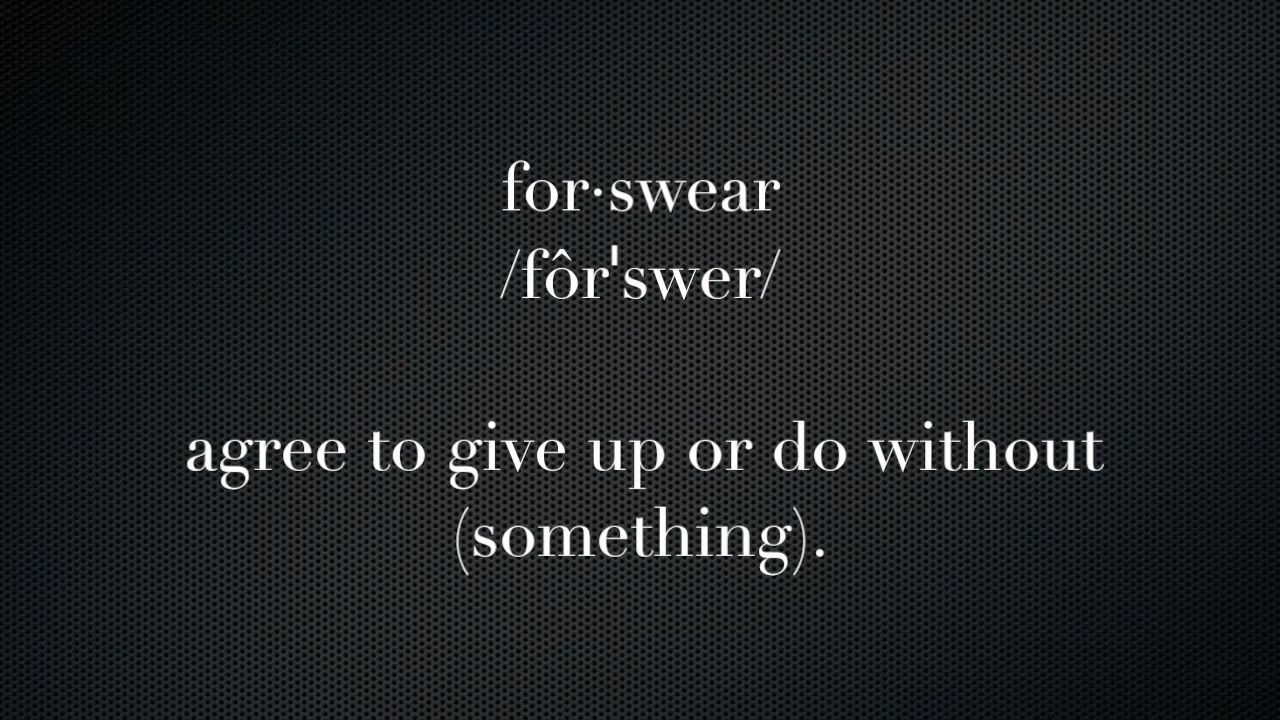 for·swear
/fôrˈswer/
agree to give up or do without
(something).